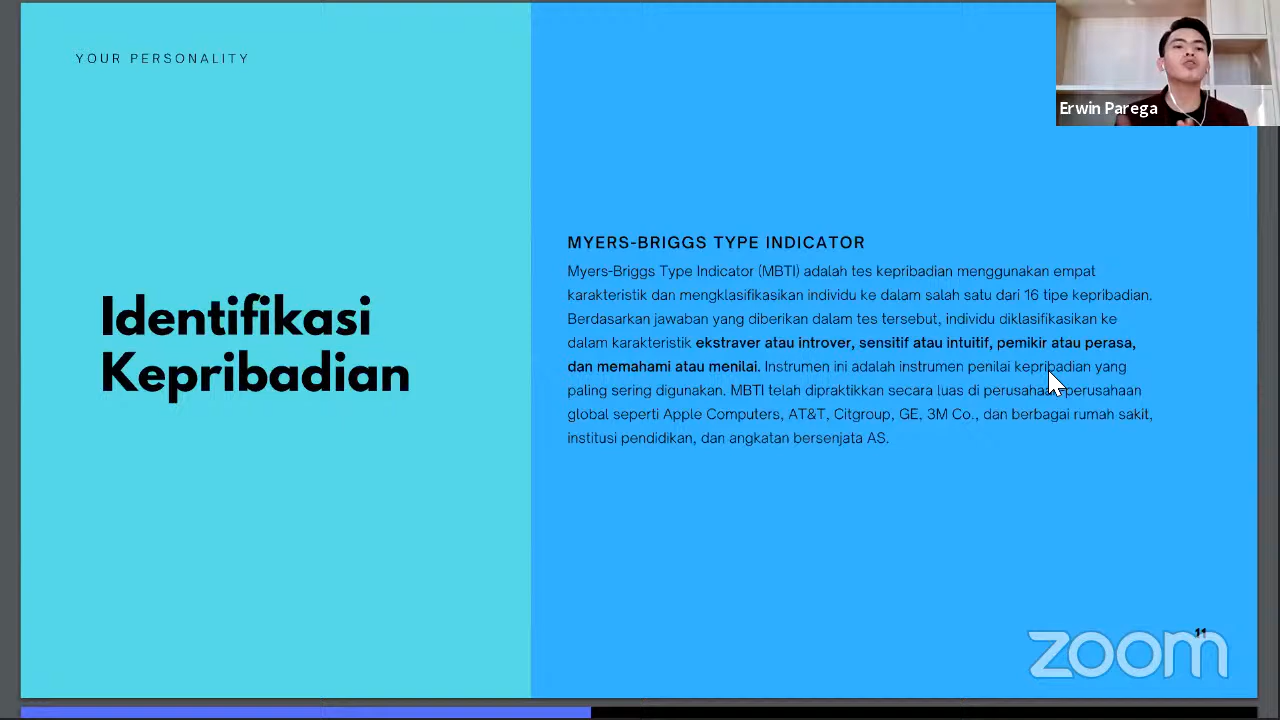 YOUR PERSONALITY
Erwin Parega
Identifikasi
Kepribadian
MYERS-BRIGGS TYPE INDICATOR
Myers-Briggs Type Indicator (MBTI) adalah tes kepribadian menggunakan empat
karakteristik dan mengklasifikasikan individu ke dalam salah satu dari 16 tipe kepribadian.
Berdasarkan jawaban yang diberikan dalam tes tersebut, individu diklasifikasikan ke
dalam karakteristik ekstraver atau introver, sensitif atau intuitif, pemikir atau perasa,
dan memahami atau menilai. Instrumen ini adalah instrumen penilai kepribadian yang
paling sering digunakan. MBTI telah dipraktikkan secara luas di perusahaan-perusahaan
global seperti Apple Computers, AT&T, Citgroup, GE, 3M Co., dan berbagai rumah sakit,
institusi pendidikan, dan angkatan bersenjata AS.
11
zoom